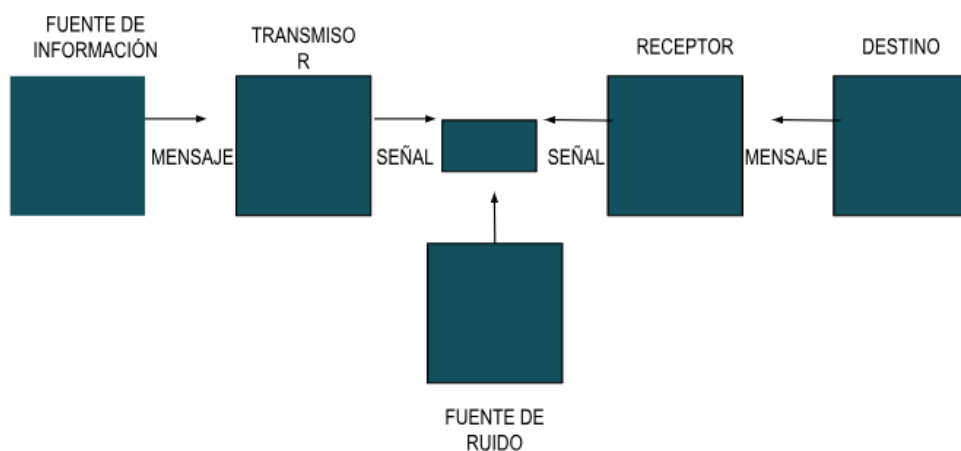 FUENTE DE
INFORMACIÓN
TRANSMISO
R
RECEPTOR
DESTINO
MENSAJE
SEÑAL
SEÑAL
MENSAJE
FUENTE DE
RUIDO